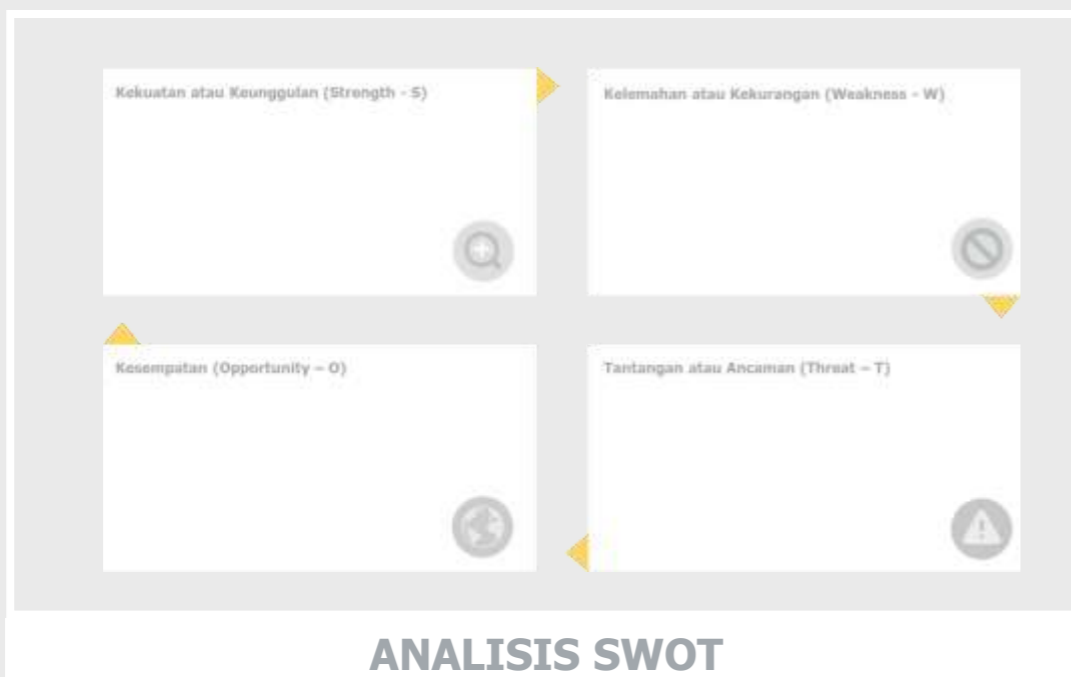 Kekuatan atau Keunggulan (Strength - S)
Kelemahan atau Kekurangan (Weakness - W)
Kesempatan (Opportunity – O)
Tantangan atau Ancaman (Threat – T)
ANALISIS SWOT